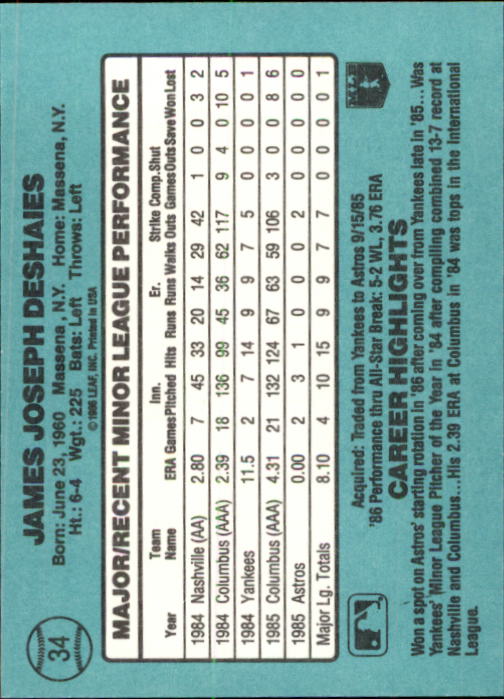 34
JAMES JOSEPH DESHAIES
Born: June 23, 1960 Massena, N.Y. Home: Massena, N.Y.
Ht.: 6-4 Wgt.: 225 Bats: Left Throws: Left
©1986 LEAF, INC. Printed in USA
MAJOR/RECENT MINOR LEAGUE PERFORMANCE
Team Inn. Er. Strike Comp. Shut
Year Name ERA Games Pitched Hits Runs Runs Walks Outs Games Outs Save Won Lost
1984 Nashville (AA) 2.80 7 45 33 20 14 29 42 1 0 0 3 2
1984 Columbus (AAA) 2.39 18 136 99 45 36 62 117 9 4 0 10 5
1984 Yankees 11.5 2 7 14 9 9 7 5 0 0 0 0 1
1985 Columbus (AAA) 4.31 21 132 124 67 63 59 106 3 0 0 8 6
1985 Astros 0.00 2 3 1 0 0 0 2 0 0 0 0 0
Major Lg. Totals 8.10 4 10 15 9 9 7 7 0 0 0 0 1
Acquired: Traded from Yankees to Astros 9/15/85
'86 Performance thru All-Star Break: 5-2 WL, 3.76 ERA
CAREER HIGHLIGHTS
Won a spot on Astros' starting rotation in '86 after coming over from Yankees late in '85...Was
Yankees' Minor League Pitcher of the Year in '84 after compiling combined 13-7 record at
Nashville and Columbus...His 2.39 ERA at Columbus in '84 was tops in the International
League.